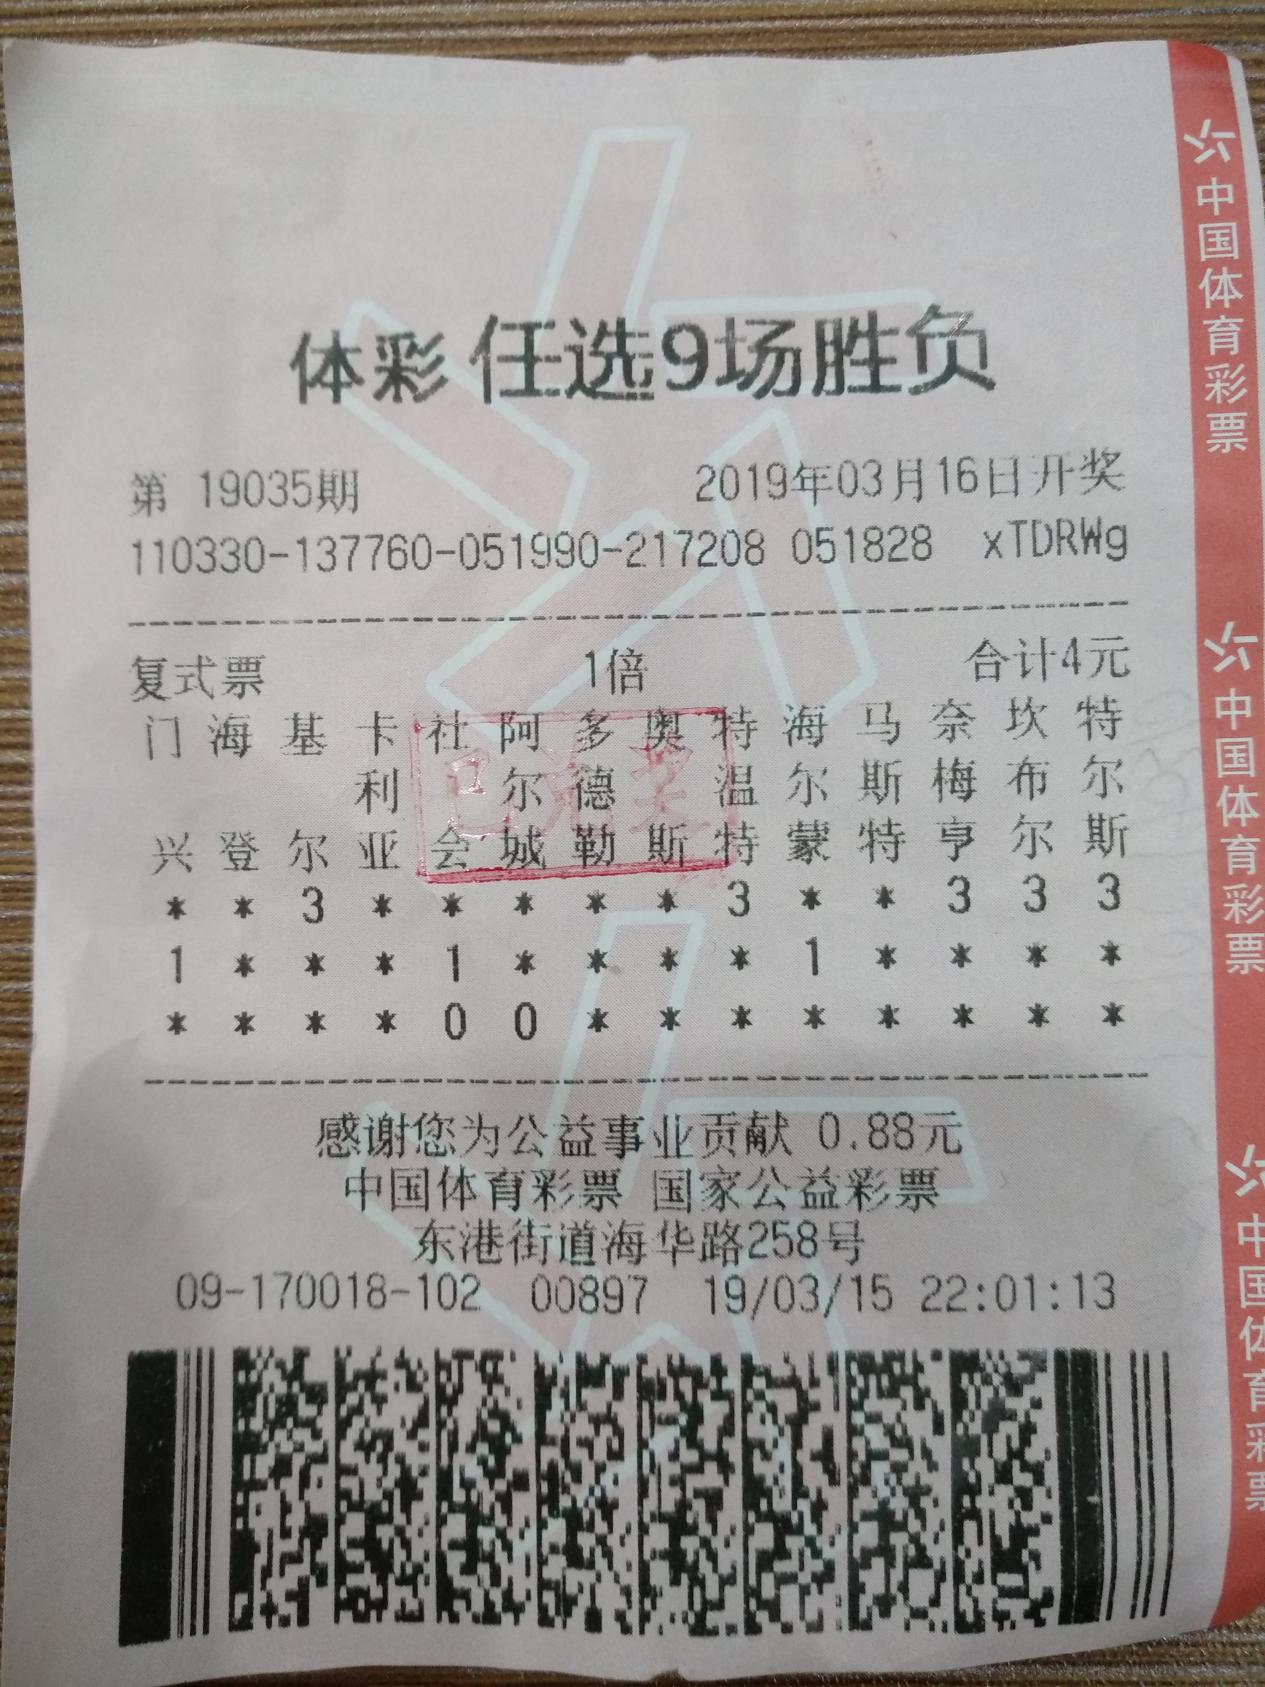 体彩 任选9场胜负
第 19035期 2019年03月16日开奖
110330-137760-051990-217208 051828 xTDRWg
复式票 1倍 合计4元
门 海 基 卡 社 阿 多 奥 特 海 马 奈 坎 特
利 尔 德 温 尔 斯 梅 布 尔
兴 登 尔 亚 会 城 勒 斯 特 蒙 特 亨 尔 斯
* * 3 * * * * * 3 * * 3 3 3
1 * * * 1 * * * * 1 * * * *
* * * * 0 0 * * * * * * * *
感谢您为公益事业贡献 0.88元
中国体育彩票 国家公益彩票
东港街道海华路258号
09-170018-102 00897 19/03/15 22:01:13
已兑奖
中国体育彩票
中国体育彩票
中国体育彩票